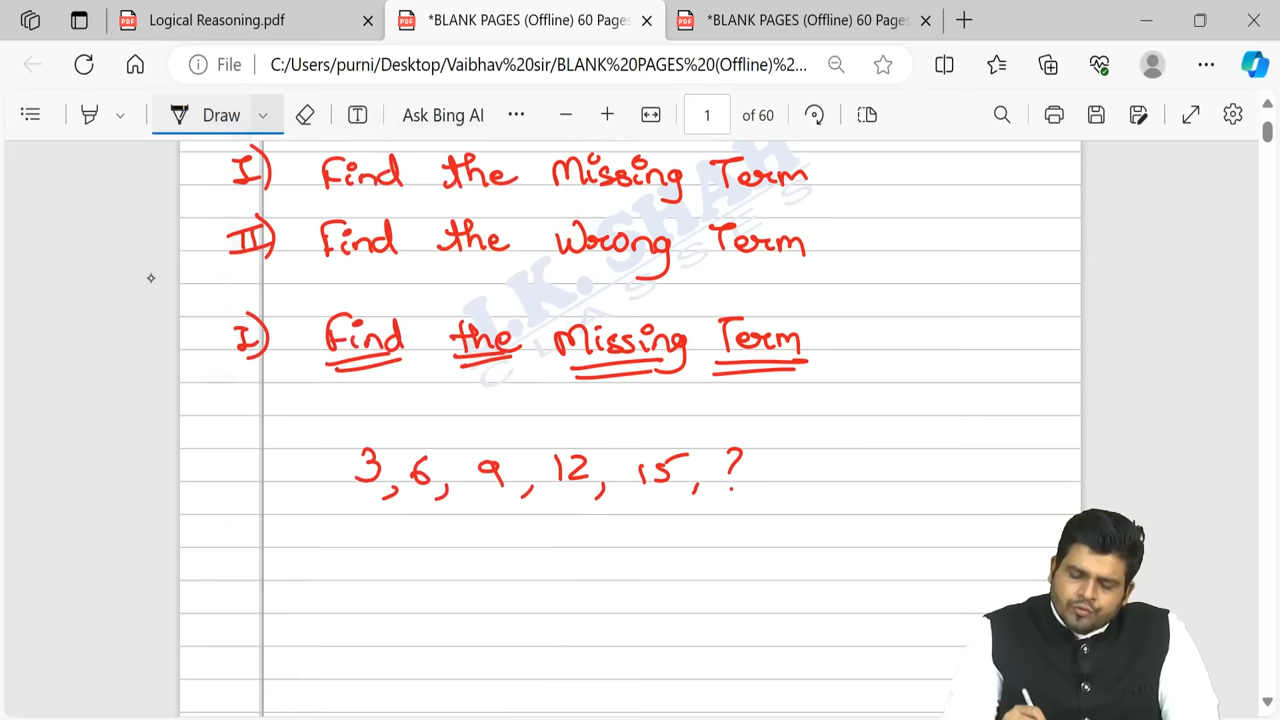 Logical Reasoning.pdf
*BLANK PAGES (Offline) 60 Pages
*BLANK PAGES (Offline) 60 Page
File C:/Users/purni/Desktop/Vaibhav%20sir/BLANK%20PAGES%20(Offline)%2...
Draw Ask Bing AI 1 of 60
I) Find the Missing Term
II) Find the Wrong Term
I) Find the Missing Term
3, 6, 9, 12, 15, ?
J.K. SHAH
CLASSES